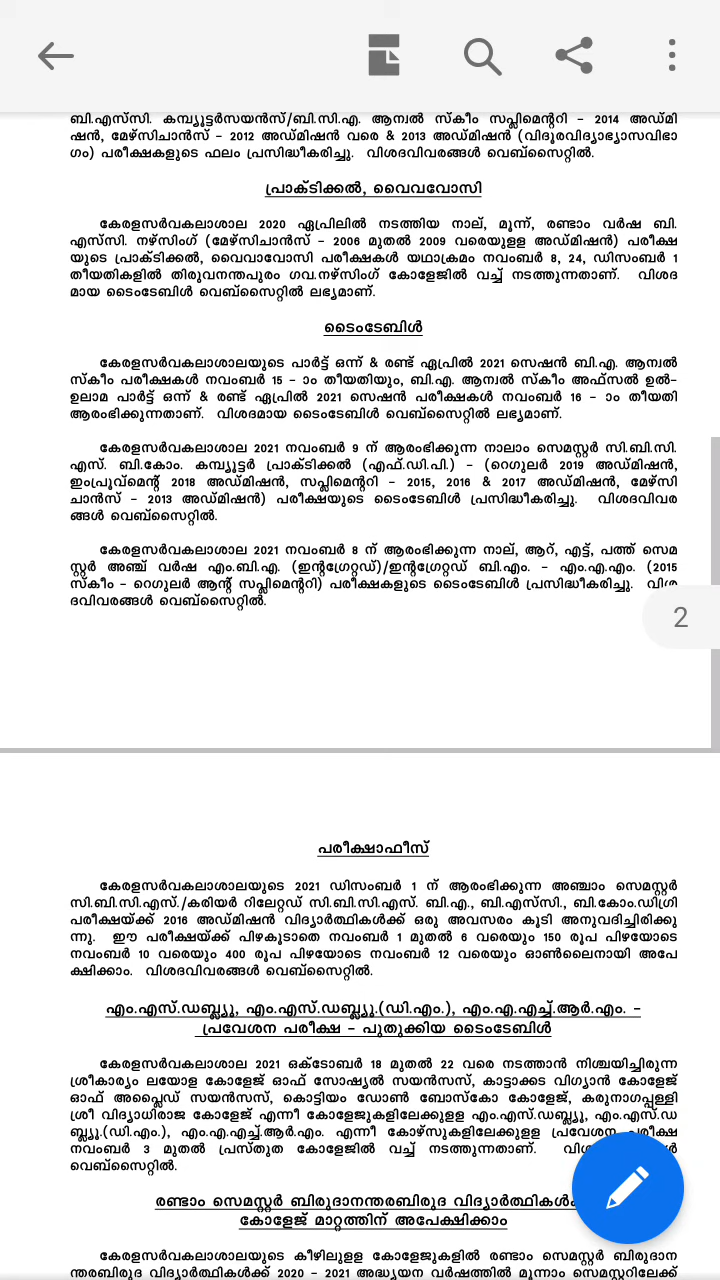 ബി.എസ്‌സി. കമ്പ്യൂട്ടർസയൻസ്/ബി.സി.എ. ആന്വൽ സ്കീം സപ്ലിമെന്ററി – 2014 അഡ്മി
ഷൻ, മേഴ്‌സിചാൻസ് – 2012 അഡ്മിഷൻ വരെ & 2013 അഡ്മിഷൻ (വിദൂരവിദ്യാഭ്യാസവിഭാ
ഗം) പരീക്ഷകളുടെ ഫലം പ്രസിദ്ധീകരിച്ചു. വിശദവിവരങ്ങൾ വെബ്സൈറ്റിൽ.
പ്രാക്ടിക്കൽ, വൈവവോസി
കേരളസർവകലാശാല 2020 ഏപ്രിലിൽ നടത്തിയ നാല്, മൂന്ന്, രണ്ടാം വർഷ ബി.
എസ്‌സി. നഴ്‌സിംഗ് (മേഴ്‌സിചാൻസ് – 2006 മുതൽ 2009 വരെയുളള അഡ്മിഷൻ) പരീക്ഷ
യുടെ പ്രാക്ടിക്കൽ, വൈവാവോസി പരീക്ഷകൾ യഥാക്രമം നവംബർ 8, 24, ഡിസംബർ 1
തീയതികളിൽ തിരുവനന്തപുരം ഗവ.നഴ്‌സിംഗ് കോളേജിൽ വച്ച് നടത്തുന്നതാണ്. വിശദ
മായ ടൈംടേബിൾ വെബ്സൈറ്റിൽ ലഭ്യമാണ്.
ടൈംടേബിൾ
കേരളസർവകലാശാലയുടെ പാർട്ട് ഒന്ന് & രണ്ട് ഏപ്രിൽ 2021 സെഷൻ ബി.എ. ആന്വൽ
സ്കീം പരീക്ഷകൾ നവംബർ 15 – ാം തീയതിയും, ബി.എ. ആന്വൽ സ്കീം അഫ്സൽ ഉൽ–
ഉലാമ പാർട്ട് ഒന്ന് & രണ്ട് ഏപ്രിൽ 2021 സെഷൻ പരീക്ഷകൾ നവംബർ 16 – ാം തീയതി
ആരംഭിക്കുന്നതാണ്. വിശദമായ ടൈംടേബിൾ വെബ്സൈറ്റിൽ ലഭ്യമാണ്.
കേരളസർവകലാശാല 2021 നവംബർ 9 ന് ആരംഭിക്കുന്ന നാലാം സെമസ്റ്റർ സി.ബി.സി.
എസ്. ബി.കോം. കമ്പ്യൂട്ടർ പ്രാക്ടിക്കൽ (എഫ്.ഡി.പി.) – (റെഗുലർ 2019 അഡ്മിഷൻ,
ഇംപ്രൂവ്മെന്റ് 2018 അഡ്മിഷൻ, സപ്ലിമെന്ററി – 2015, 2016 & 2017 അഡ്മിഷൻ, മേഴ്‌സി
ചാൻസ് – 2013 അഡ്മിഷൻ) പരീക്ഷയുടെ ടൈംടേബിൾ പ്രസിദ്ധീകരിച്ചു. വിശദവിവര
ങ്ങൾ വെബ്സൈറ്റിൽ.
കേരളസർവകലാശാല 2021 നവംബർ 8 ന് ആരംഭിക്കുന്ന നാല്, ആറ്, എട്ട്, പത്ത് സെമ
സ്റ്റർ അഞ്ച് വർഷ എം.ബി.എ. (ഇന്റഗ്രേറ്റഡ്)/ഇന്റഗ്രേറ്റഡ് ബി.എം. – എം.എ.എം. (2015
സ്കീം – റെഗുലർ ആന്റ് സപ്ലിമെന്ററി) പരീക്ഷകളുടെ ടൈംടേബിൾ പ്രസിദ്ധീകരിച്ചു. വിശ
ദവിവരങ്ങൾ വെബ്സൈറ്റിൽ.
2
പരീക്ഷാഫീസ്
കേരളസർവകലാശാലയുടെ 2021 ഡിസംബർ 1 ന് ആരംഭിക്കുന്ന അഞ്ചാം സെമസ്റ്റർ
സി.ബി.സി.എസ്./കരിയർ റിലേറ്റഡ് സി.ബി.സി.എസ്. ബി.എ., ബി.എസ്‌സി., ബി.കോം.ഡിഗ്രി
പരീക്ഷയ്ക്ക് 2016 അഡ്മിഷൻ വിദ്യാർത്ഥികൾക്ക് ഒരു അവസരം കൂടി അനുവദിച്ചിരിക്കു
ന്നു. ഈ പരീക്ഷയ്ക്ക് പിഴകൂടാതെ നവംബർ 1 മുതൽ 6 വരെയും 150 രൂപ പിഴയോടെ
നവംബർ 10 വരെയും 400 രൂപ പിഴയോടെ നവംബർ 12 വരെയും ഓൺലൈനായി അപേ
ക്ഷിക്കാം. വിശദവിവരങ്ങൾ വെബ്സൈറ്റിൽ.
എം.എസ്.ഡബ്ല്യൂ, എം.എസ്.ഡബ്ല്യൂ.(ഡി.എം.), എം.എ.എച്ച്.ആർ.എം. –
പ്രവേശന പരീക്ഷ – പുതുക്കിയ ടൈംടേബിൾ
കേരളസർവകലാശാല 2021 ഒക്ടോബർ 18 മുതൽ 22 വരെ നടത്താൻ നിശ്ചയിച്ചിരുന്ന
ശ്രീകാര്യം ലയോള കോളേജ് ഓഫ് സോഷ്യൽ സയൻസസ്, കാട്ടാക്കട വിഗ്യാൻ കോളേജ്
ഓഫ് അപ്ലൈഡ് സയൻസസ്, കൊട്ടിയം ഡോൺ ബോസ്കോ കോളേജ്, കരുനാഗപ്പള്ളി
ശ്രീ വിദ്യാധിരാജ കോളേജ് എന്നീ കോളേജുകളിലേക്കുളള എം.എസ്.ഡബ്ല്യൂ, എം.എസ്.ഡ
ബ്ല്യൂ.(ഡി.എം.), എം.എ.എച്ച്.ആർ.എം. എന്നീ കോഴ്‌സുകളിലേക്കുളള പ്രവേശന പരീക്ഷ
നവംബർ 3 മുതൽ പ്രസ്തുത കോളേജിൽ വച്ച് നടത്തുന്നതാണ്.
വെബ്സൈറ്റിൽ.
രണ്ടാം സെമസ്റ്റർ ബിരുദാനന്തരബിരുദ
കോളേജ് മാറ്റത്തിന് അപേക്ഷിക്കാം
കേരളസർവകലാശാലയുടെ കീഴിലുളള കോളേജുകളിൽ രണ്ടാം സെമസ്റ്റർ ബിരുദാന
ന്തരബിരുദ വിദ്യാർത്ഥികൾക്ക് 2020 – 2021 അദ്ധ്യയന വർഷത്തിൽ മൂന്നാം സെമസ്റ്ററിലേക്ക്